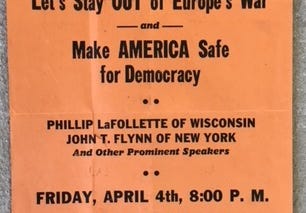 Let's Stay OUT of Europe's War
and
Make AMERICA Safe
for Democracy
PHILLIP LaFOLLETTE OF WISCONSIN
JOHN T. FLYNN OF NEW YORK
And Other Prominent Speakers
FRIDAY, APRIL 4th, 8:00 P. M.